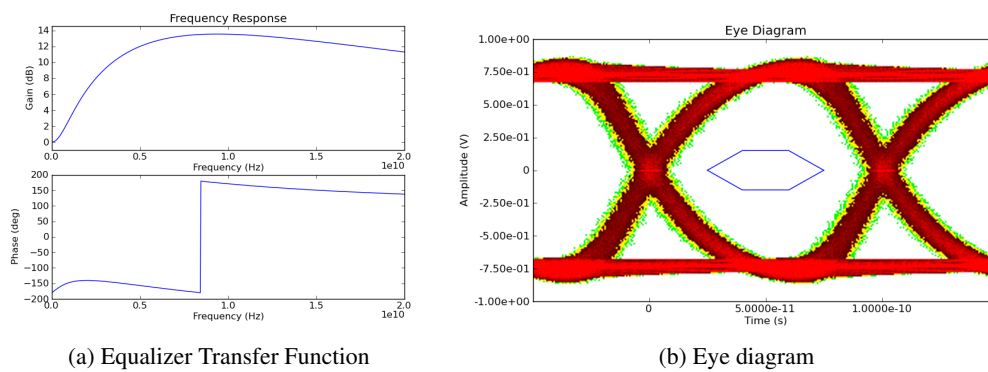 Frequency Response
14
12
10
8
6
4
2
0
Gain (dB)
0.0 0.5 1.0 1.5 2.0
Frequency (Hz) 1e10
200
150
100
50
0
−50
−100
−150
−200
Phase (deg)
0.0 0.5 1.0 1.5 2.0
Frequency (Hz) 1e10
(a) Equalizer Transfer Function
Eye Diagram
1.00e+00
7.50e-01
5.00e-01
2.50e-01
0
-2.50e-01
-5.00e-01
-7.50e-01
-1.00e+00
Amplitude (V)
0 5.0000e-11 1.0000e-10
Time (s)
(b) Eye diagram